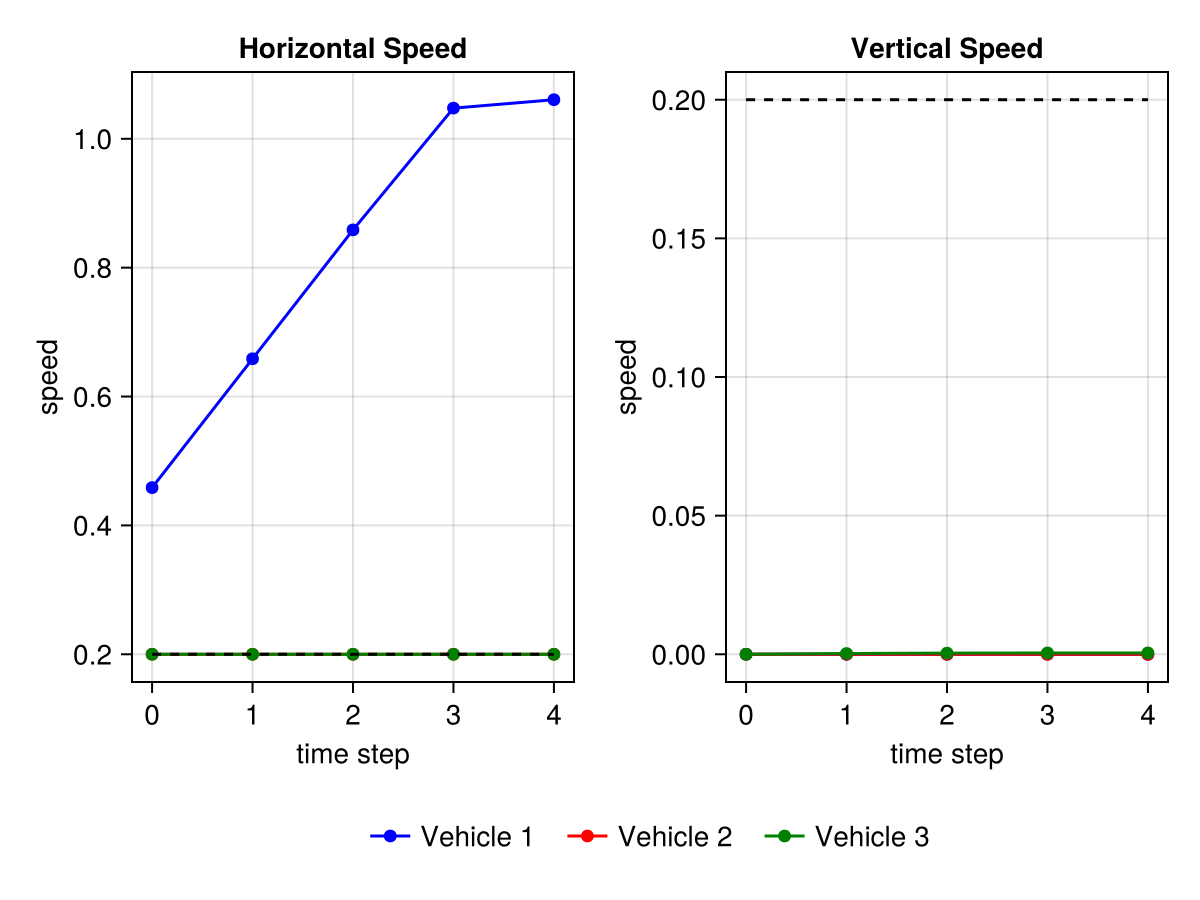 Horizontal Speed
1.0
0.8
0.6
0.4
0.2
speed
0 1 2 3 4
time step
Vertical Speed
0.20
0.15
0.10
0.05
0.00
speed
0 1 2 3 4
time step
Vehicle 1 Vehicle 2 Vehicle 3